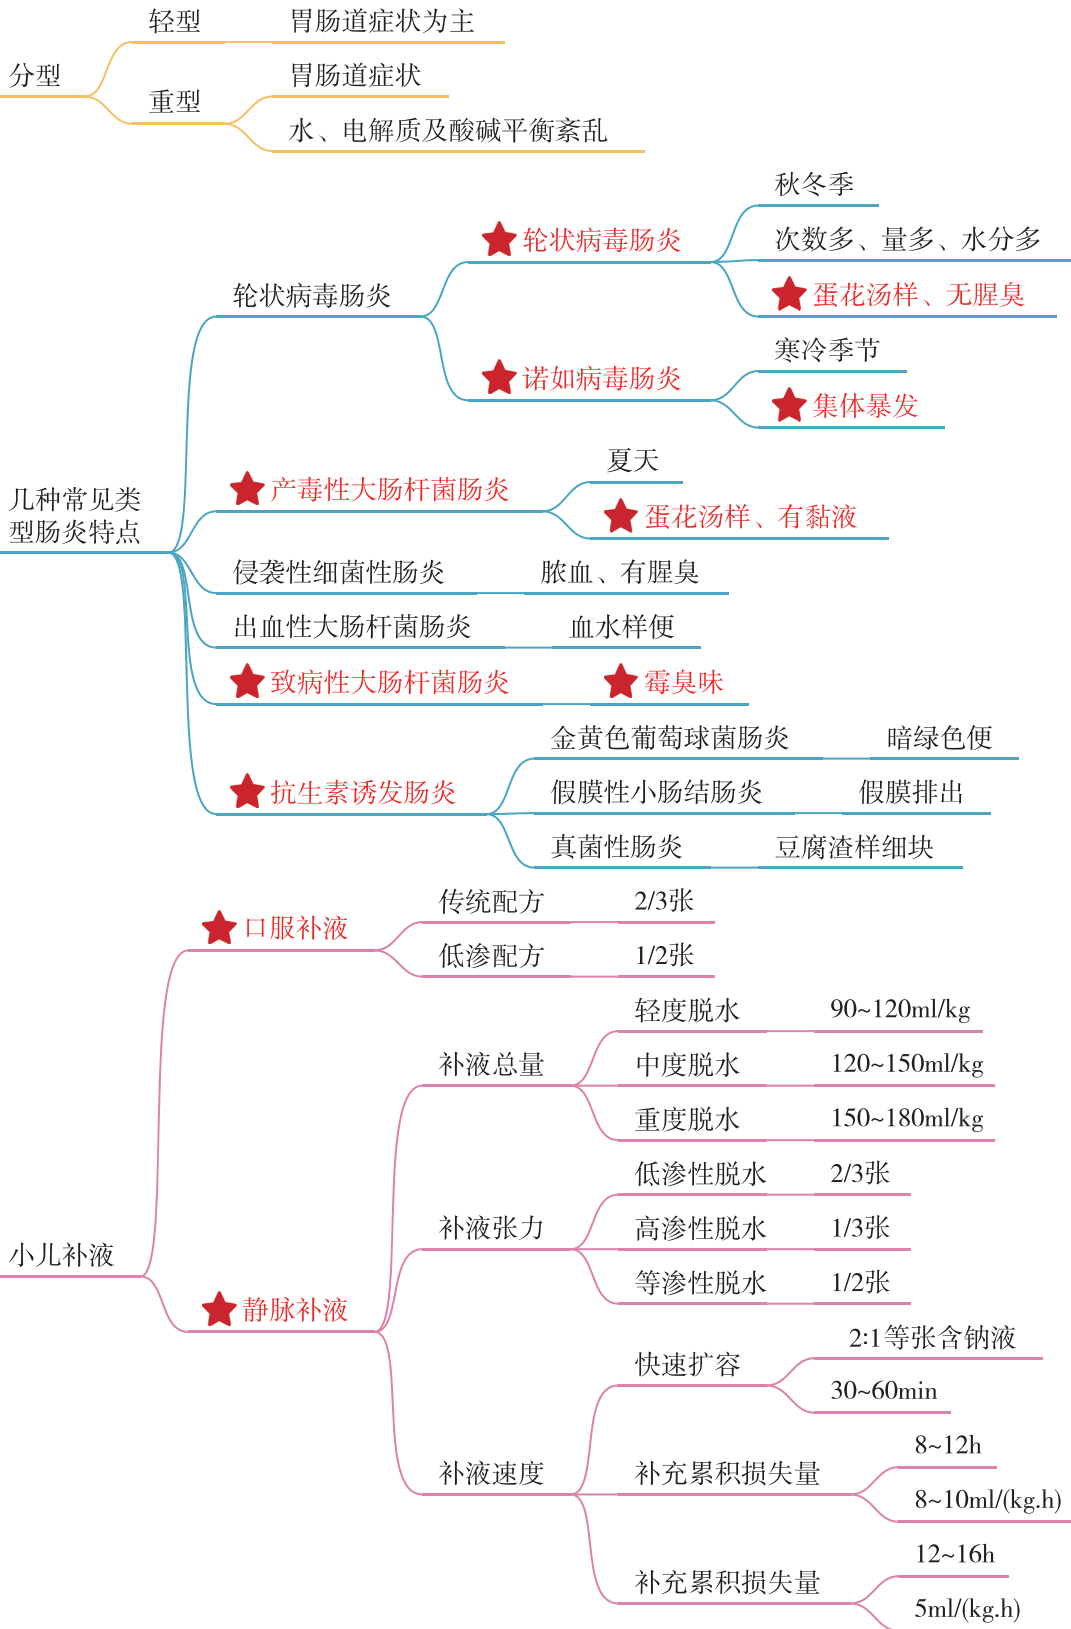 分型
轻型
胃肠道症状为主
重型
胃肠道症状
水、电解质及酸碱平衡紊乱
几种常见类
型肠炎特点
轮状病毒肠炎
轮状病毒肠炎
秋冬季
次数多、量多、水分多
蛋花汤样、无腥臭
诺如病毒肠炎
寒冷季节
集体暴发
产毒性大肠杆菌肠炎
夏天
蛋花汤样、有黏液
侵袭性细菌性肠炎
脓血、有腥臭
出血性大肠杆菌肠炎
血水样便
致病性大肠杆菌肠炎
霉臭味
抗生素诱发肠炎
金黄色葡萄球菌肠炎
暗绿色便
假膜性小肠结肠炎
假膜排出
真菌性肠炎
豆腐渣样细块
小儿补液
口服补液
传统配方
2/3张
低渗配方
1/2张
静脉补液
补液总量
轻度脱水
90~120ml/kg
中度脱水
120~150ml/kg
重度脱水
150~180ml/kg
补液张力
低渗性脱水
2/3张
高渗性脱水
1/3张
等渗性脱水
1/2张
补液速度
快速扩容
2:1等张含钠液
30~60min
补充累积损失量
8~12h
8~10ml/(kg.h)
补充累积损失量
12~16h
5ml/(kg.h)